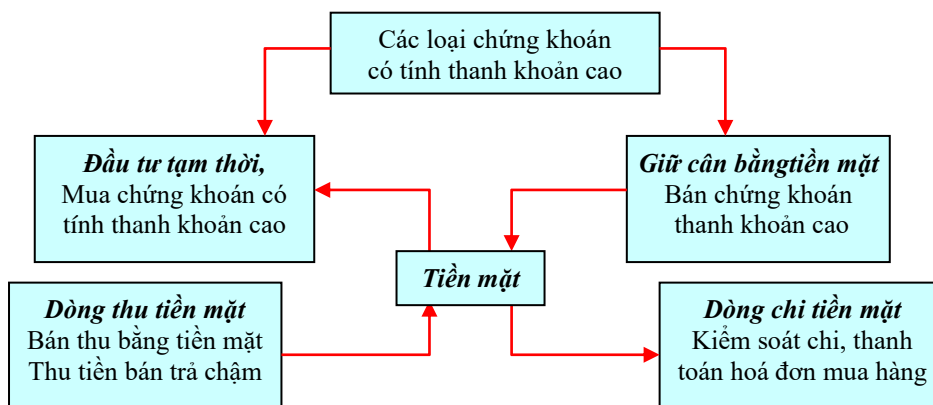 Các loại chứng khoán
có tính thanh khoản cao
Đầu tư tạm thời,
Mua chứng khoán có
tính thanh khoản cao
Giữ cân bằngtiền mặt
Bán chứng khoán
thanh khoản cao
Tiền mặt
Dòng thu tiền mặt
Bán thu bằng tiền mặt
Thu tiền bán trả chậm
Dòng chi tiền mặt
Kiểm soát chi, thanh
toán hoá đơn mua hàng